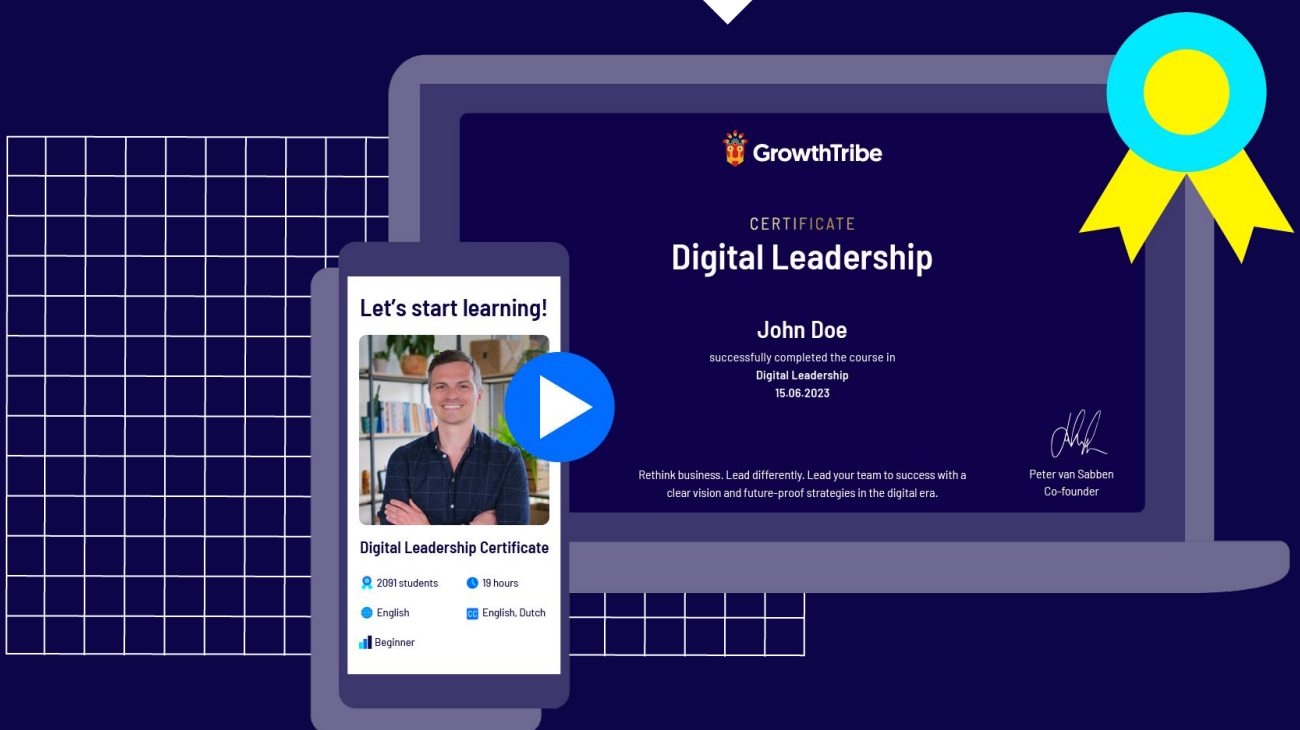 GrowthTribe
CERTIFICATE
Digital Leadership
John Doe
successfully completed the course in
Digital Leadership
15.06.2023
Rethink business. Lead differently. Lead your team to success with a
clear vision and future-proof strategies in the digital era.
Peter van Sabben
Co-founder
Let's start learning!
Digital Leadership Certificate
2091 students
19 hours
English
CC English, Dutch
Beginner